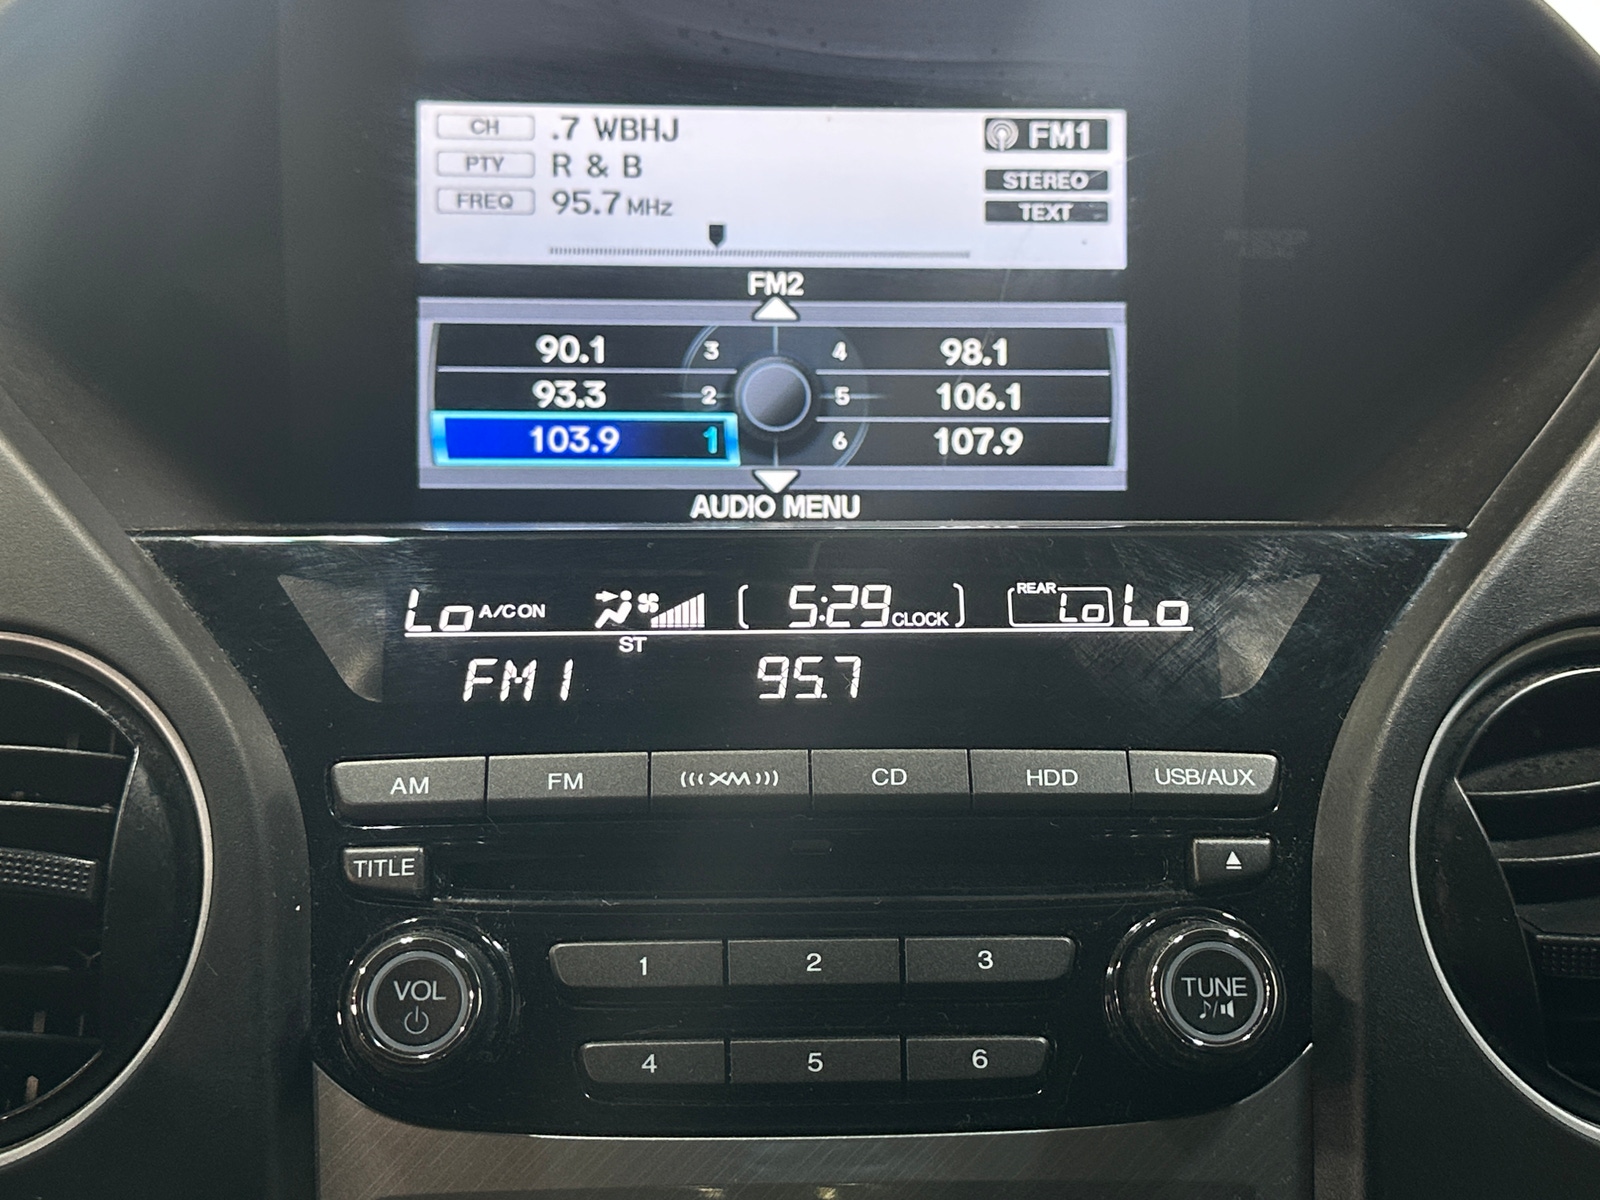 CH .7 WBHJ FM1
PTY R & B STEREO
FREQ 95.7 MHz TEXT
FM2
90.1 3 4 98.1
93.3 2 5 106.1
103.9 1 6 107.9
AUDIO MENU
Lo A/C ON 5:29 CLOCK REAR Lo Lo
ST
FM1 95.7
AM FM (((XM))) CD HDD USB/AUX
TITLE
VOL 1 2 3 TUNE
4 5 6